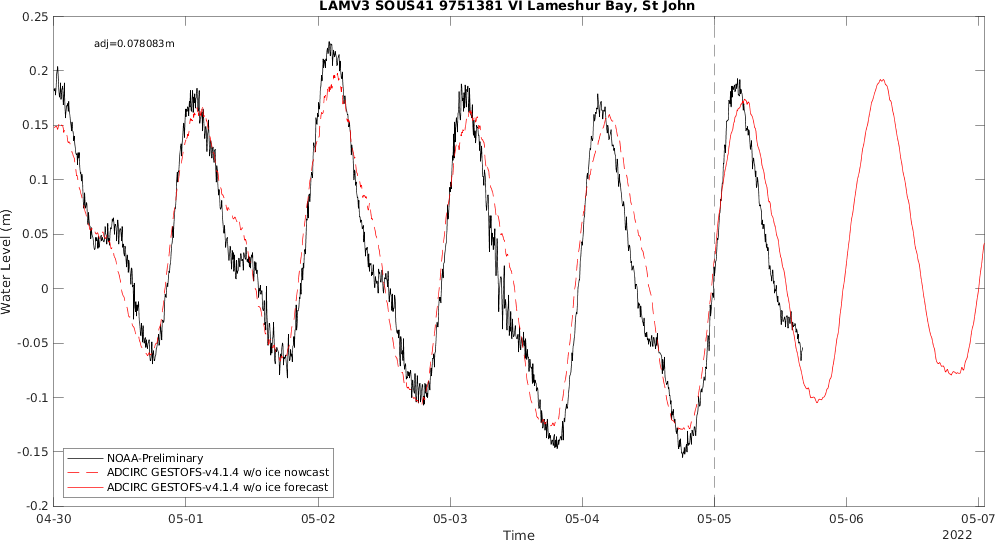 LAMV3 SOUS41 9751381 VI Lameshur Bay, St John
adj=0.078083m
0.25
0.2
0.15
0.1
0.05
0
-0.05
-0.1
-0.15
-0.2
Water Level (m)
NOAA-Preliminary
ADCIRC GESTOFS-v4.1.4 w/o ice nowcast
ADCIRC GESTOFS-v4.1.4 w/o ice forecast
04-30 05-01 05-02 05-03 05-04 05-05 05-06 05-07
Time
2022